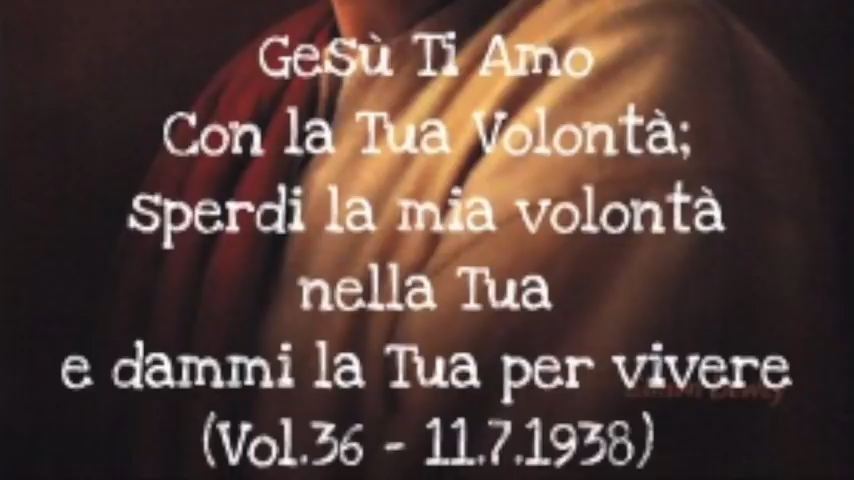 Gesù Ti Amo
Con la Tua Volontà;
sperdi la mia volontà
nella Tua
e dammi la Tua per vivere
(Vol.36 - 11.7.1938)